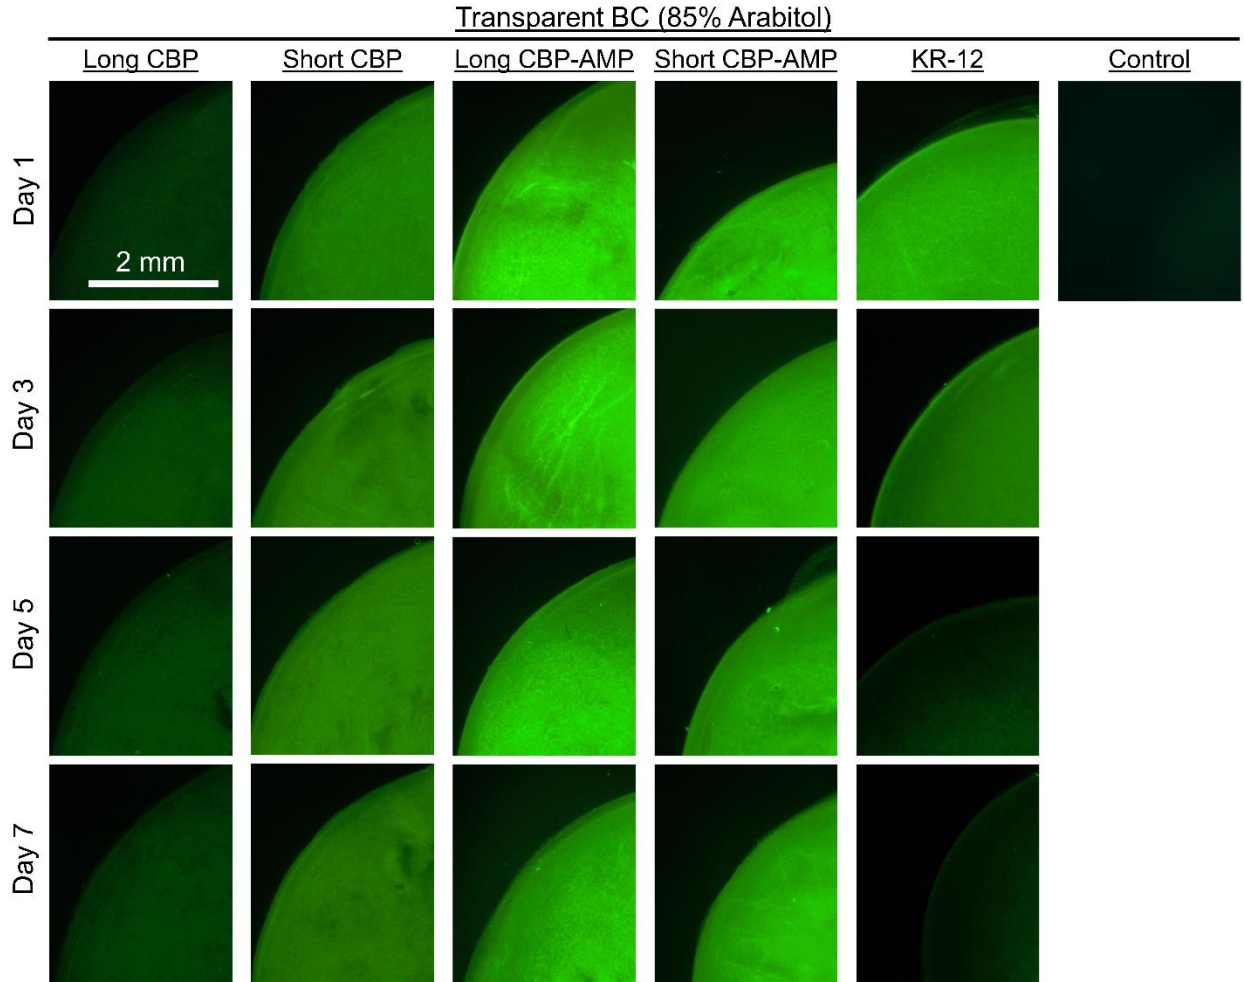 Transparent BC (85% Arabitol)
Long CBP
Short CBP
Long CBP-AMP
Short CBP-AMP
KR-12
Control
Day 1
2 mm
Day 3
Day 5
Day 7